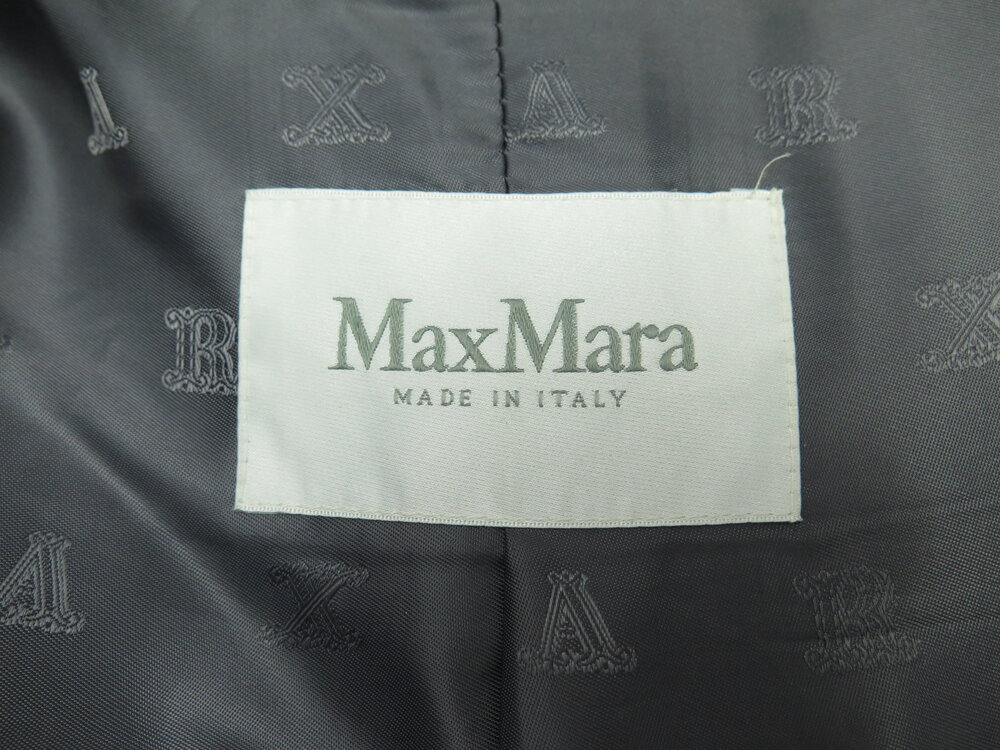 I X A R
MaxMara
MADE IN ITALY
R X
A X A R